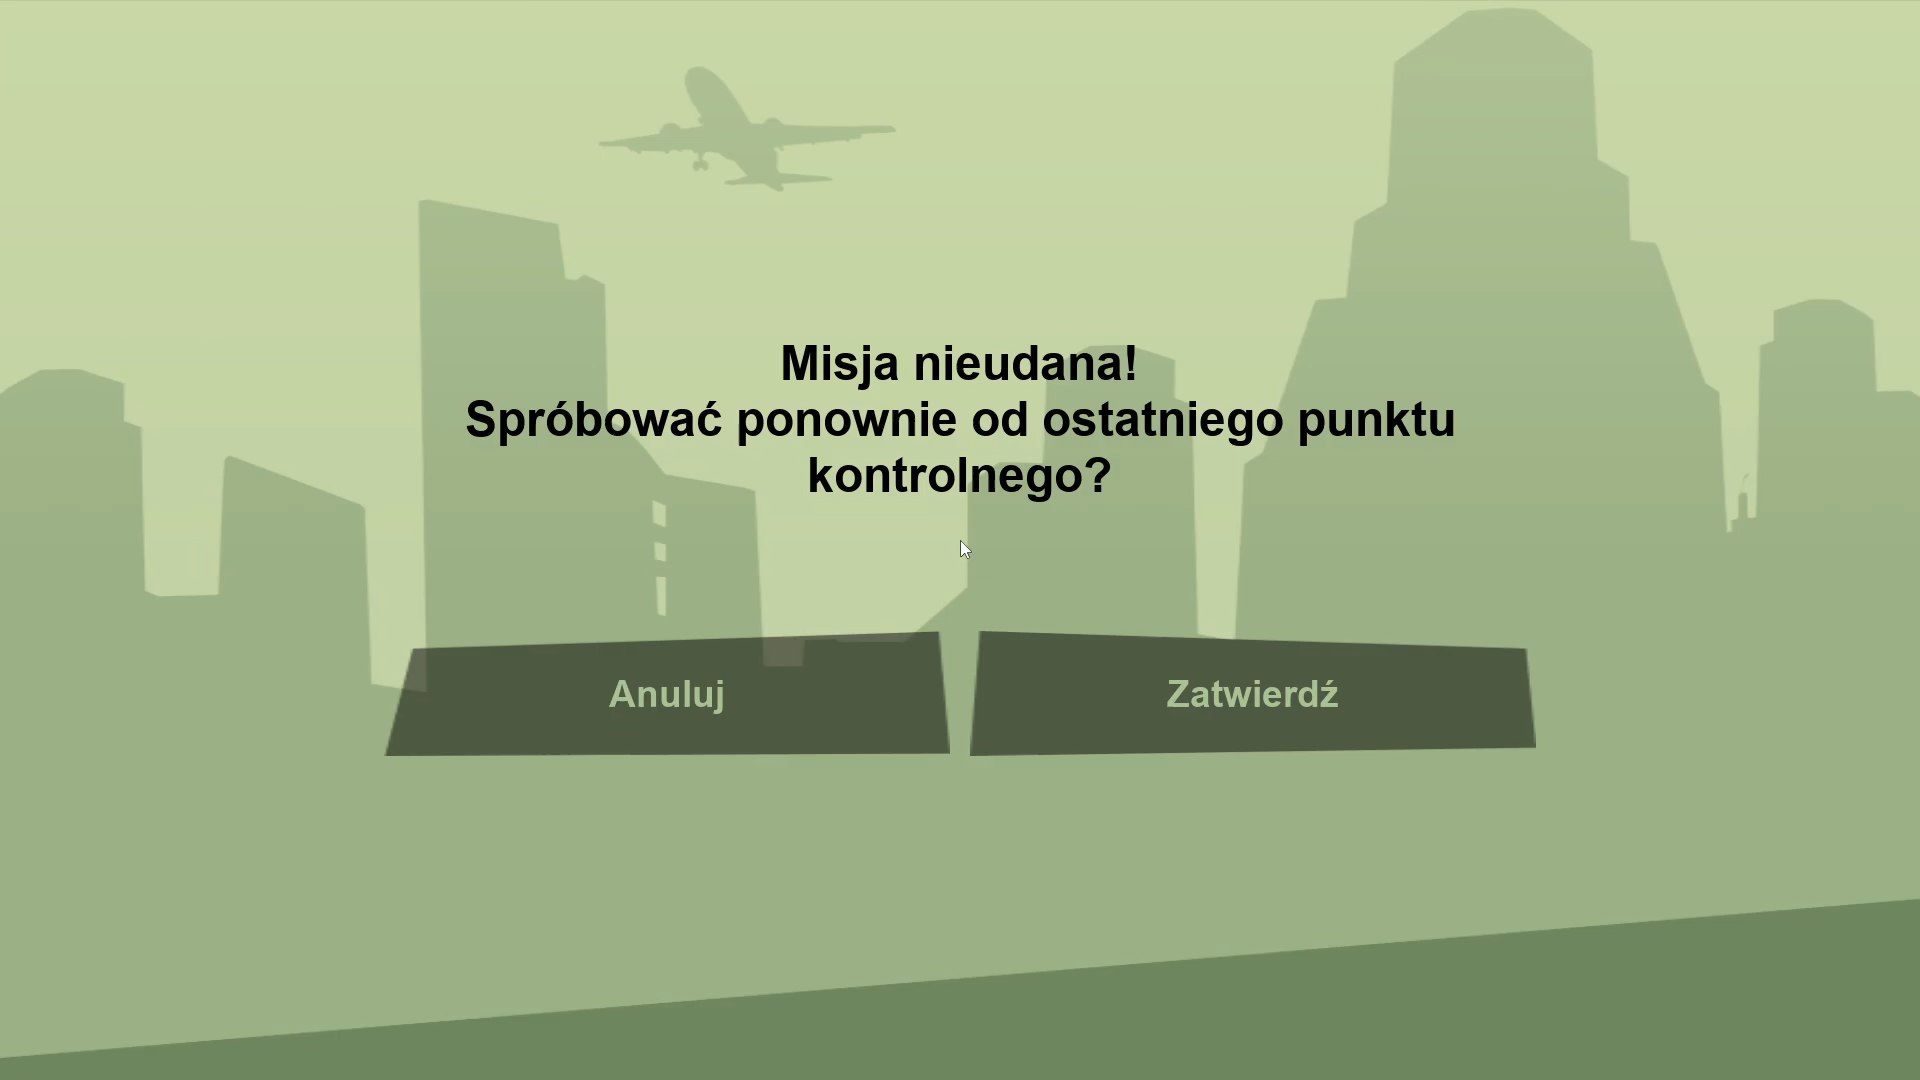 Misja nieudana!
Spróbować ponownie od ostatniego punktu
kontrolnego?
Anuluj
Zatwierdź